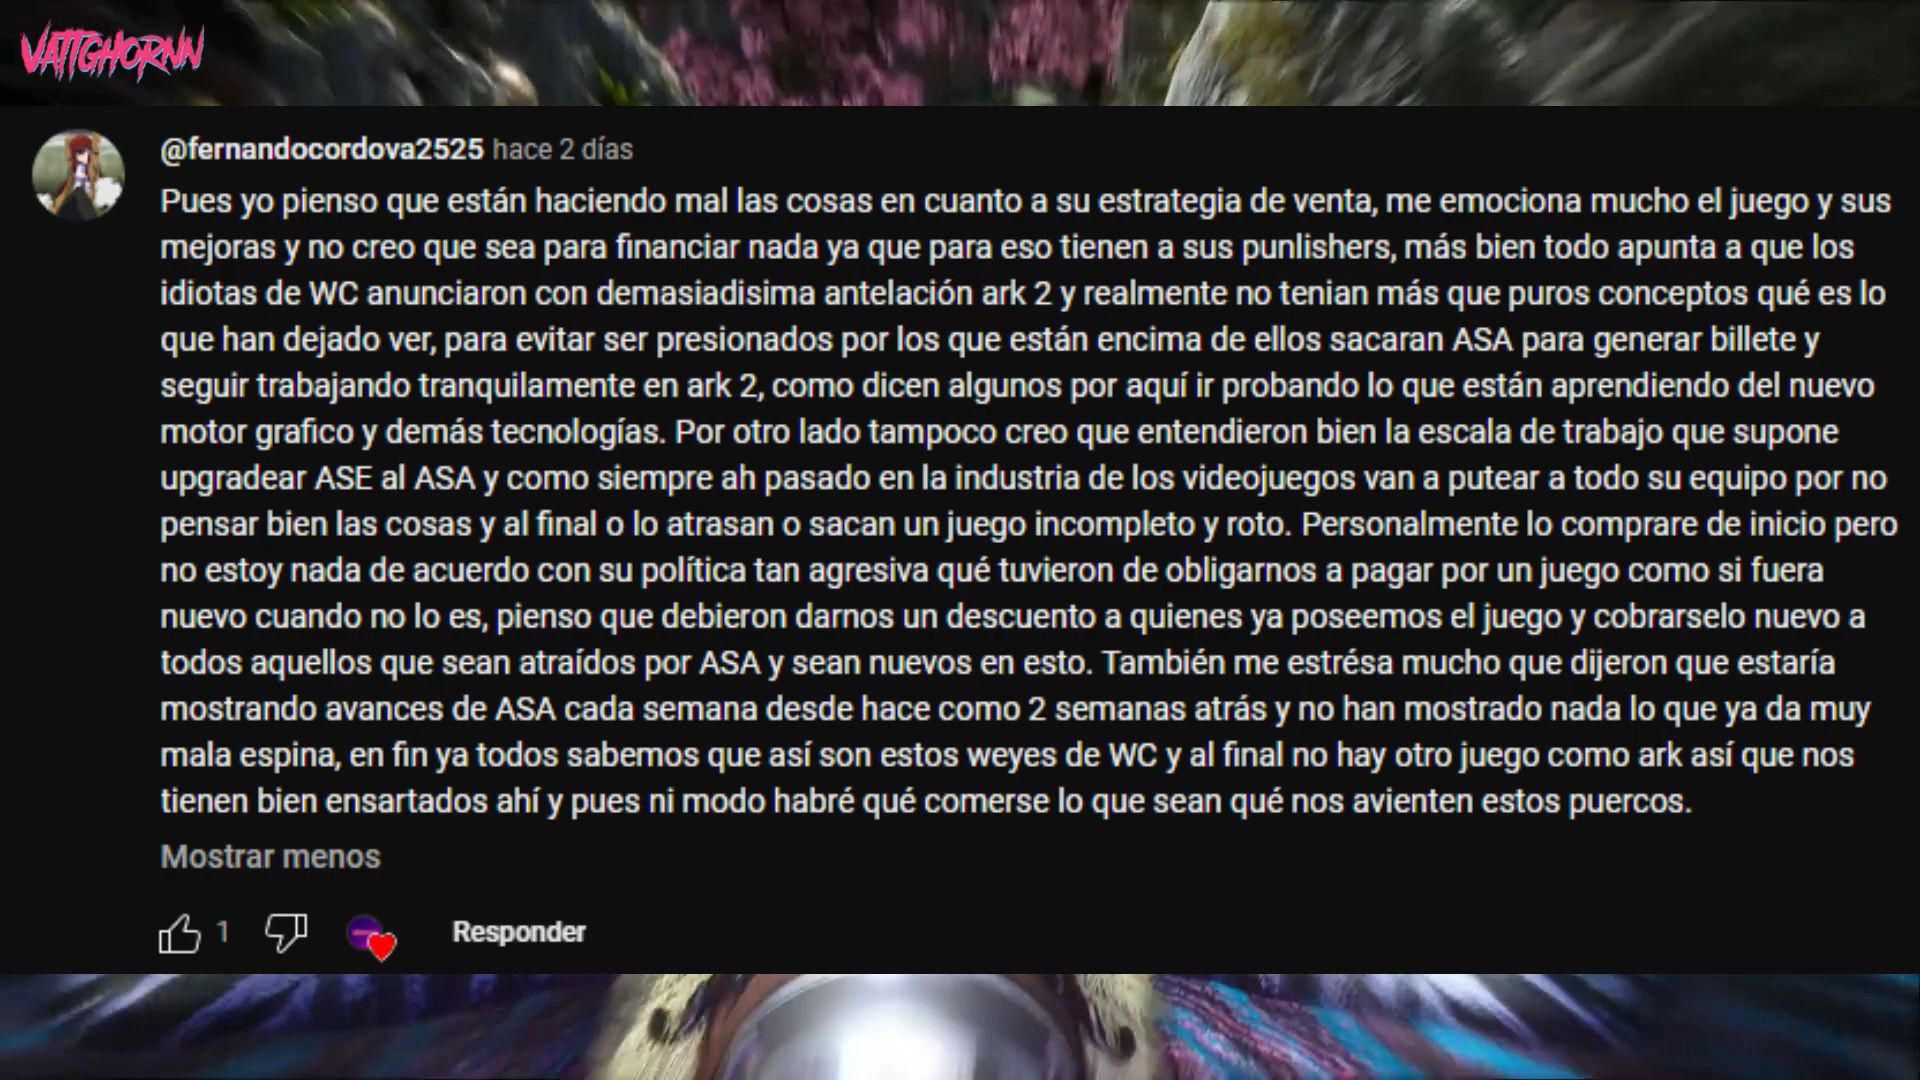 VATTGHORNN
@fernandocordova2525 hace 2 días
Pues yo pienso que están haciendo mal las cosas en cuanto a su estrategia de venta, me emociona mucho el juego y sus
mejoras y no creo que sea para financiar nada ya que para eso tienen a sus punlishers, más bien todo apunta a que los
idiotas de WC anunciaron con demasiadisima antelación ark 2 y realmente no tenian más que puros conceptos qué es lo
que han dejado ver, para evitar ser presionados por los que están encima de ellos sacaran ASA para generar billete y
seguir trabajando tranquilamente en ark 2, como dicen algunos por aquí ir probando lo que están aprendiendo del nuevo
motor grafico y demás tecnologías. Por otro lado tampoco creo que entendieron bien la escala de trabajo que supone
upgradear ASE al ASA y como siempre ah pasado en la industria de los videojuegos van a putear a todo su equipo por no
pensar bien las cosas y al final o lo atrasan o sacan un juego incompleto y roto. Personalmente lo comprare de inicio pero
no estoy nada de acuerdo con su política tan agresiva qué tuvieron de obligarnos a pagar por un juego como si fuera
nuevo cuando no lo es, pienso que debieron darnos un descuento a quienes ya poseemos el juego y cobrarselo nuevo a
todos aquellos que sean atraídos por ASA y sean nuevos en esto. También me estrésa mucho que dijeron que estaría
mostrando avances de ASA cada semana desde hace como 2 semanas atrás y no han mostrado nada lo que ya da muy
mala espina, en fin ya todos sabemos que así son estos weyes de WC y al final no hay otro juego como ark así que nos
tienen bien ensartados ahí y pues ni modo habré qué comerse lo que sean qué nos avienten estos puercos.
Mostrar menos
1 Responder